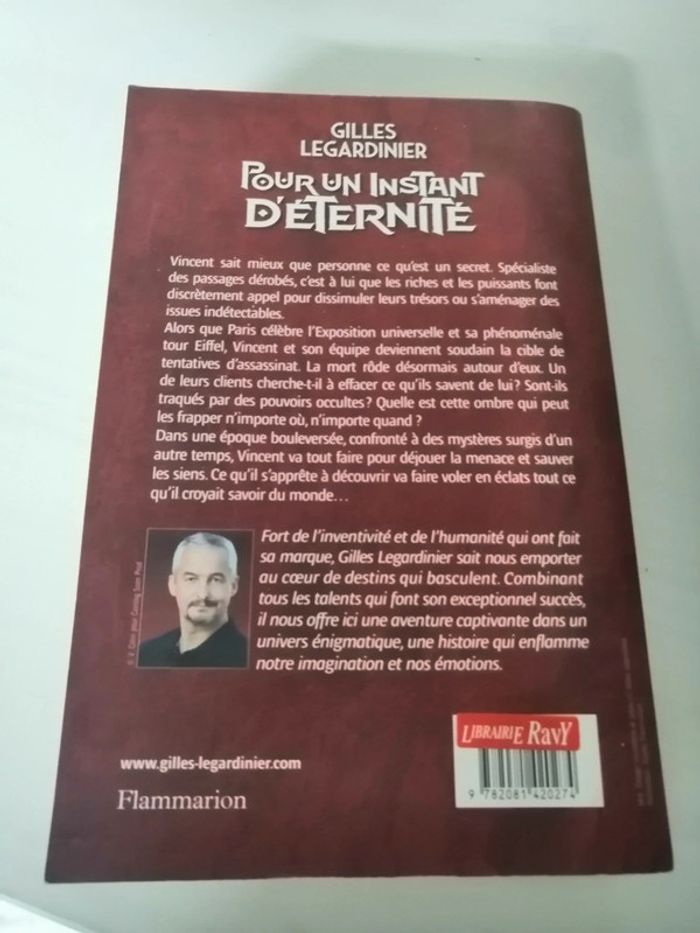 GILLES
LEGARDINIER
POUR UN INSTANT
D'ÉTERNITÉ
Vincent sait mieux que personne ce qu'est un secret. Spécialiste
des passages dérobés, c'est à lui que les riches et les puissants font
discrètement appel pour dissimuler leurs trésors ou s'aménager des
issues indétectables.
Alors que Paris célèbre l'Exposition universelle et sa phénoménale
tour Eiffel, Vincent et son équipe deviennent soudain la cible de
tentatives d'assassinat. La mort rôde désormais autour d'eux. Un
de leurs clients cherche-t-il à effacer ce qu'ils savent de lui ? Sont-ils
traqués par des pouvoirs occultes ? Quelle est cette ombre qui peut
les frapper n'importe où, n'importe quand ?
Dans une époque bouleversée, confronté à des mystères surgis d'un
autre temps, Vincent va tout faire pour déjouer la menace et sauver
les siens. Ce qu'il s'apprête à découvrir va faire voler en éclats tout ce
qu'il croyait savoir du monde…
Fort de l'inventivité et de l'humanité qui ont fait
sa marque, Gilles Legardinier sait nous emporter
au cœur de destins qui basculent. Combinant
tous les talents qui font son exceptionnel succès,
il nous offre ici une aventure captivante dans un
univers énigmatique, une histoire qui enflamme
notre imagination et nos émotions.
LIBRAIRIE RAVY
www.gilles-legardinier.com
9 782081 420274
Flammarion